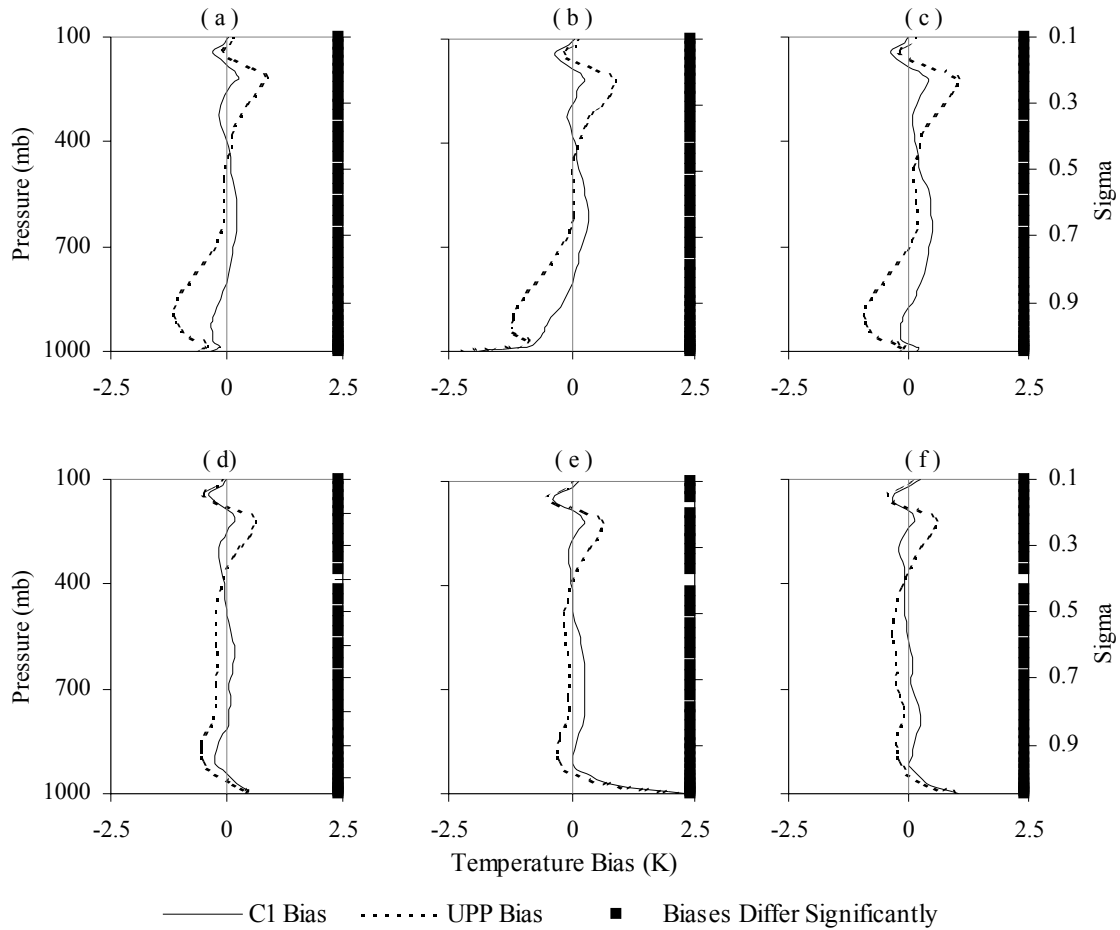 ( a )
( b )
( c )
100
400
700
1000
Pressure (mb)
0.1
0.3
0.5
0.7
0.9
Sigma
-2.5
0
2.5
-2.5
0
2.5
-2.5
0
2.5
( d)
( e )
( f )
100
400
700
1000
Pressure (mb)
0.1
0.3
0.5
0.7
0.9
Sigma
-2.5
0
2.5
-2.5
0
2.5
-2.5
0
2.5
Temperature Bias (K)
C1 Bias
UPP Bias
Biases Differ Significantly